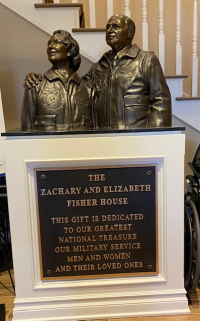 THE
ZACHARY AND ELIZABETH
FISHER HOUSE
THIS GIFT IS DEDICATED
TO OUR GREATEST
NATIONAL TREASURE
OUR MILITARY SERVICE
MEN AND WOMEN
AND THEIR LOVED ONES